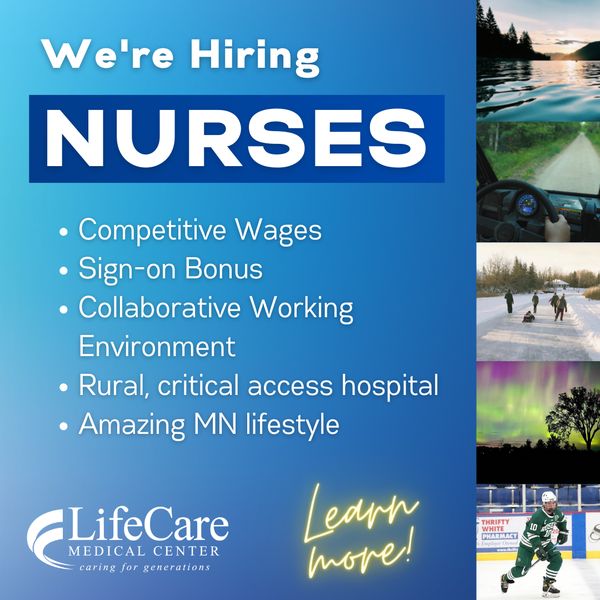 We're Hiring
NURSES
• Competitive Wages
• Sign-on Bonus
• Collaborative Working
Environment
• Rural, critical access hospital
• Amazing MN lifestyle
LifeCare
MEDICAL CENTER
caring for generations
Learn
more!
THRIFTY
WHITE
PHARMACY
10